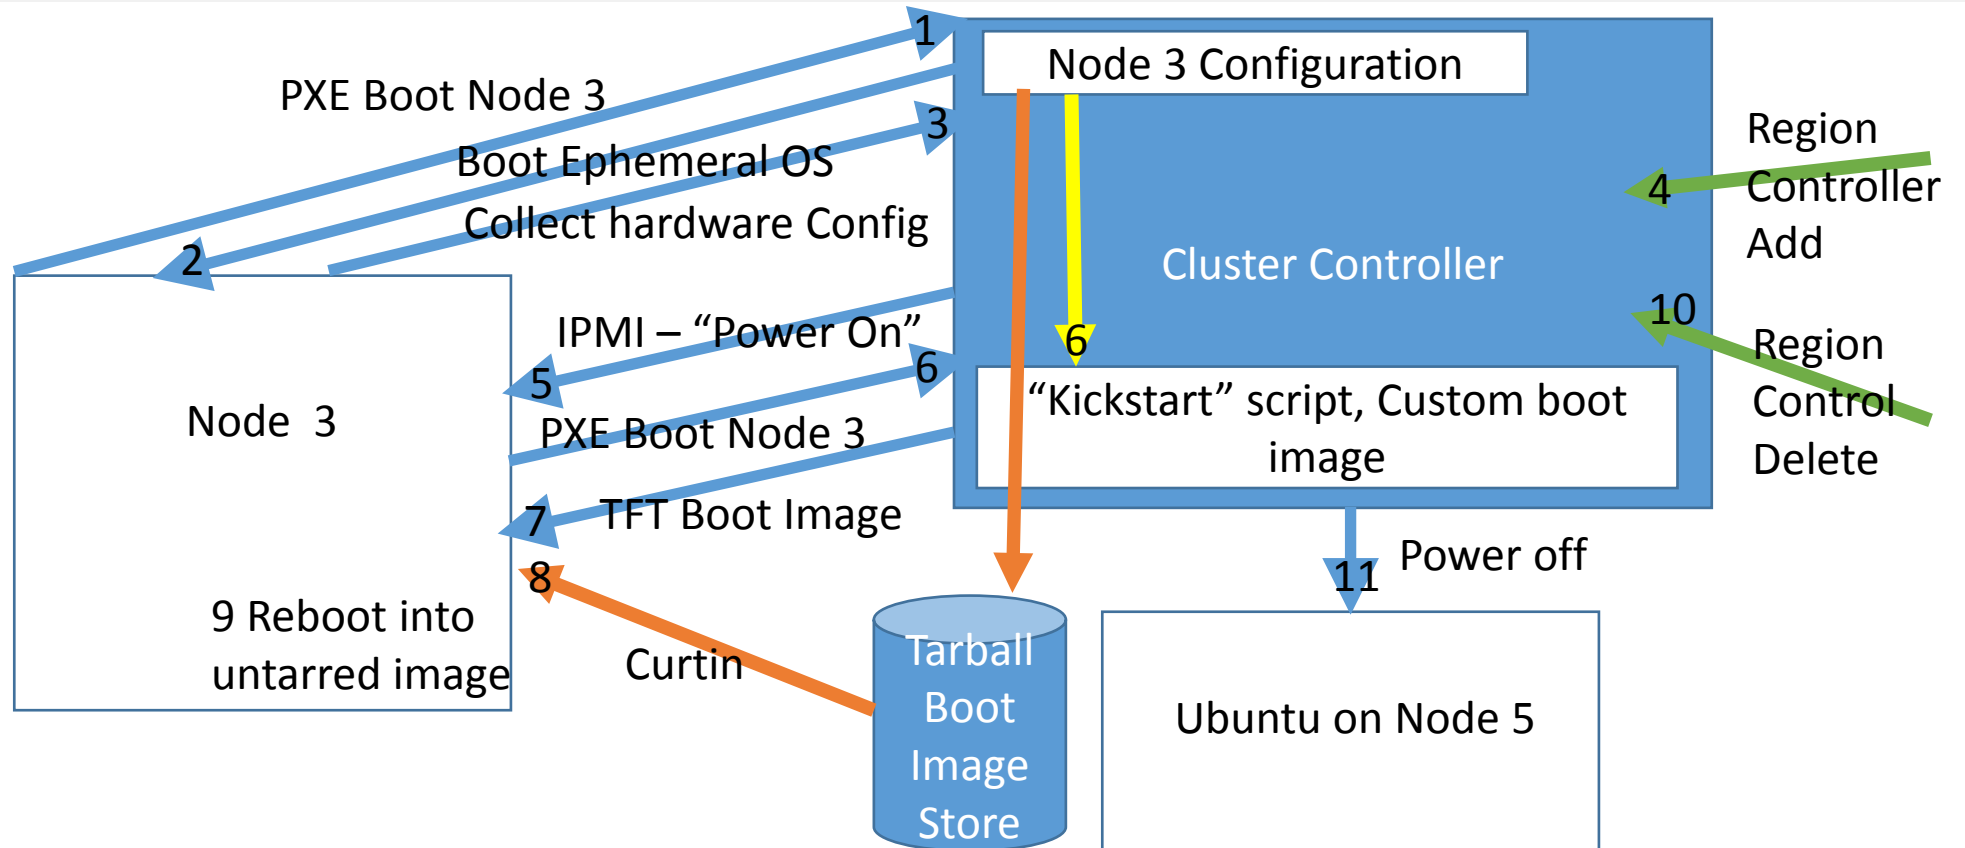 1
Node 3 Configuration
PXE Boot Node 3
3
Boot Ephemeral OS
Collect hardware Config
2
Region
Controller
Add
4
Cluster Controller
IPMI – “Power On”
5
6
6
10
Region
Control
Delete
Node  3
PXE Boot Node 3
“Kickstart” script, Custom boot
image
7
TFT Boot Image
8
Power off
11
9 Reboot into
untarred image
Curtin
Tarball
Boot
Image
Store
Ubuntu on Node 5